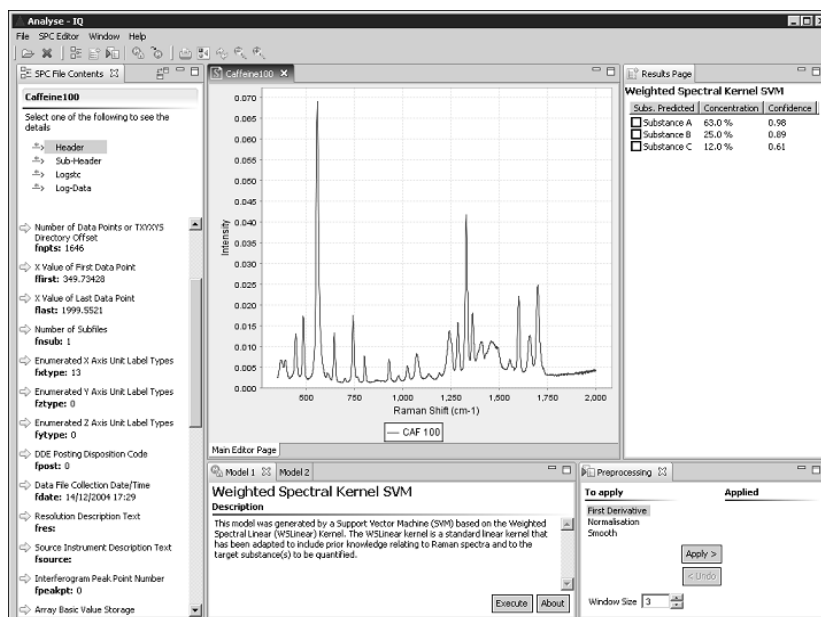 Analyse - IQ
File SPC Editor Window Help
SPC File Contents
Caffeine100
Select one of the following to see the
details
Header
Sub-Header
Logstc
Log-Data
Number of Data Points or TXYXYS
Directory Offset
fnpts: 1646
X Value of First Data Point
ffirst: 349.73428
X Value of Last Data Point
flast: 1999.5521
Number of Subfiles
fnsub: 1
Enumerated X Axis Unit Label Types
fxtype: 13
Enumerated Y Axis Unit Label Types
fztype: 0
Enumerated Z Axis Unit Label Types
fytype: 0
DDE Posting Disposition Code
fpost: 0
Data File Collection Date/Time
fdate: 14/12/2004 17:29
Resolution Description Text
fres:
Source Instrument Description Text
fsource:
Interferogram Peak Point Number
fpeakpt: 0
Array Basic Value Storage
Caffeine100
0.070
0.065
0.060
0.055
0.050
0.045
0.040
0.035
0.030
0.025
0.020
0.015
0.010
0.005
0.000
Intensity
500 750 1,000 1,250 1,500 1,750 2,000
Raman Shift (cm-1)
CAF 100
Main Editor Page
Results Page
Weighted Spectral Kernel SVM
Subs. Predicted Concentration Confidence
Substance A 63.0 % 0.98
Substance B 25.0 % 0.89
Substance C 12.0 % 0.61
Model 1 Model 2
Weighted Spectral Kernel SVM
Description
This model was generated by a Support Vector Machine (SVM) based on the Weighted
Spectral Linear (WSLinear) Kernel. The WSLinear kernel is a standard linear kernel that
has been adapted to include prior knowledge relating to Raman spectra and to the
target substance(s) to be quantified.
Execute About
Preprocessing
To apply Applied
First Derivative
Normalisation
Smooth
Apply >
< Undo
Window Size 3